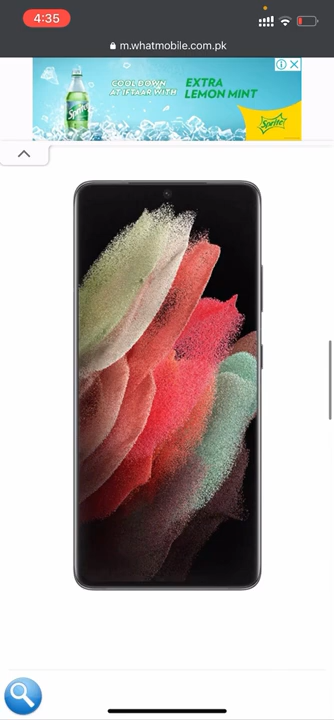 4:35
m.whatmobile.com.pk
COOL DOWN
AT IFTAAR WITH
EXTRA
LEMON MINT
Sprite
Sprite